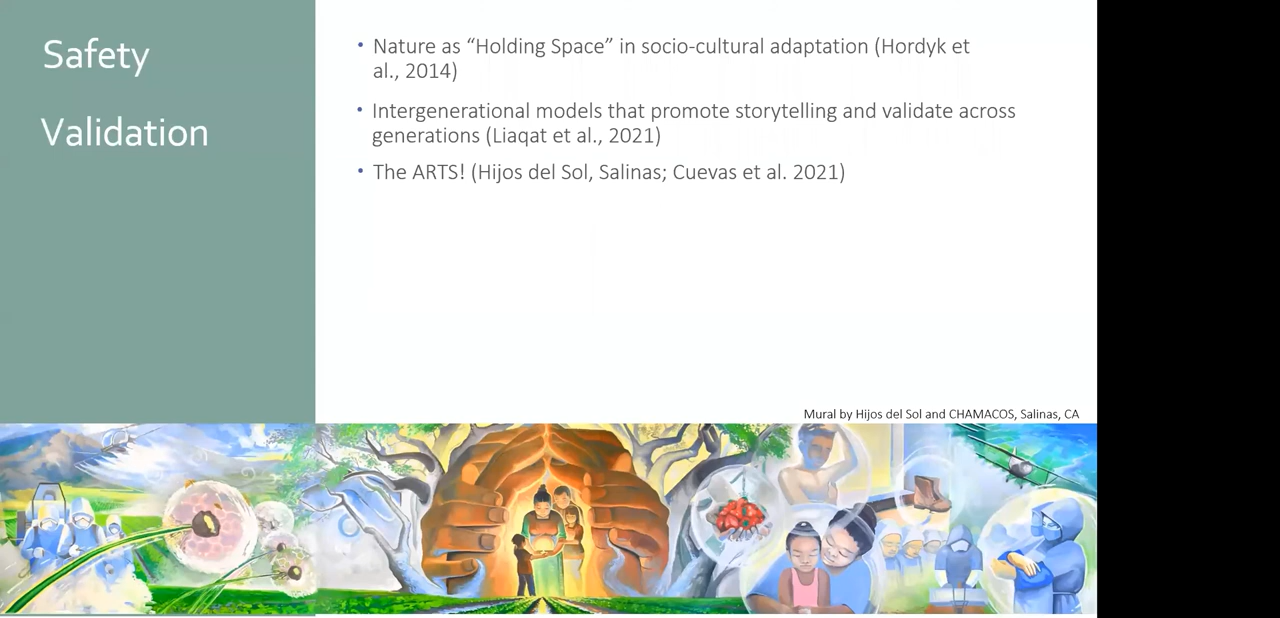 Safety
Validation
• Nature as “Holding Space” in socio-cultural adaptation (Hordyk et
al., 2014)
• Intergenerational models that promote storytelling and validate across
generations (Liaqat et al., 2021)
• The ARTS! (Hijos del Sol, Salinas; Cuevas et al. 2021)
Mural by Hijos del Sol and CHAMACOS, Salinas, CA